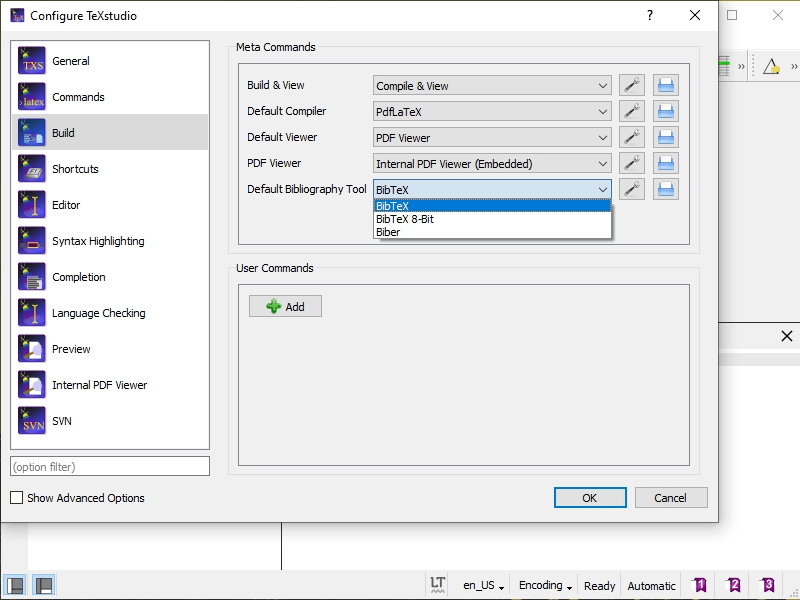 Configure TeXstudio
?
General
Commands
Build
Shortcuts
Editor
Syntax Highlighting
Completion
Language Checking
Preview
Internal PDF Viewer
SVN
(option filter)
Show Advanced Options
Meta Commands
Build & View
Compile & View
Default Compiler
PdfLaTeX
Default Viewer
PDF Viewer
PDF Viewer
Internal PDF Viewer (Embedded)
Default Bibliography Tool
BibTeX
BibTeX
BibTeX 8-Bit
Biber
User Commands
Add
OK
Cancel
LT
en_US
Encoding
Ready
Automatic
1
2
3
TXS
latex
SVN